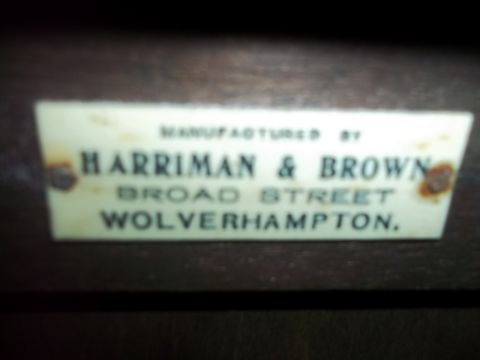 MANUFACTURED BY
HARRIMAN & BROWN
BROAD STREET
WOLVERHAMPTON.